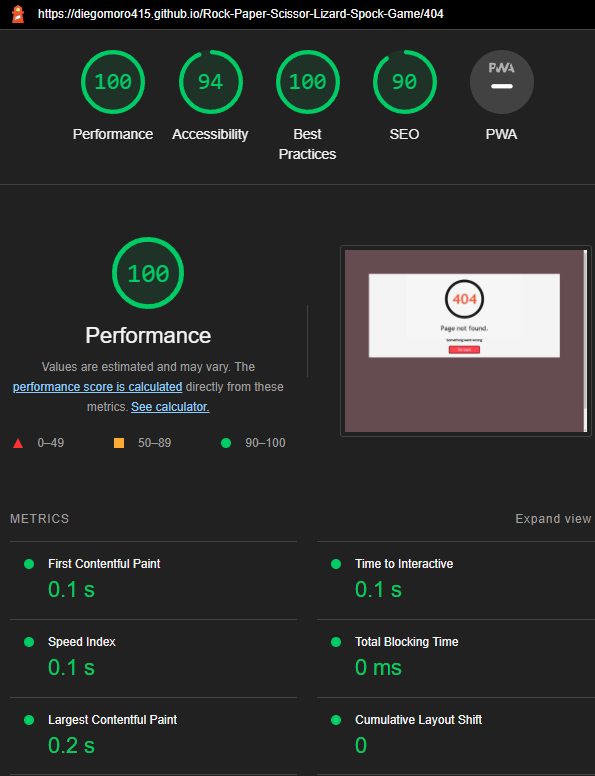 https://diegomoro415.github.io/Rock-Paper-Scissor-Lizard-Spock-Game/404
100 94 100 90 PWA
Performance Accessibility Best Practices SEO PWA
100
Performance
Values are estimated and may vary. The
performance score is calculated directly from these
metrics. See calculator.
0–49 50–89 90–100
404
Page not found.
Something went wrong
METRICS Expand view
First Contentful Paint
0.1 s
Time to Interactive
0.1 s
Speed Index
0.1 s
Total Blocking Time
0 ms
Largest Contentful Paint
0.2 s
Cumulative Layout Shift
0